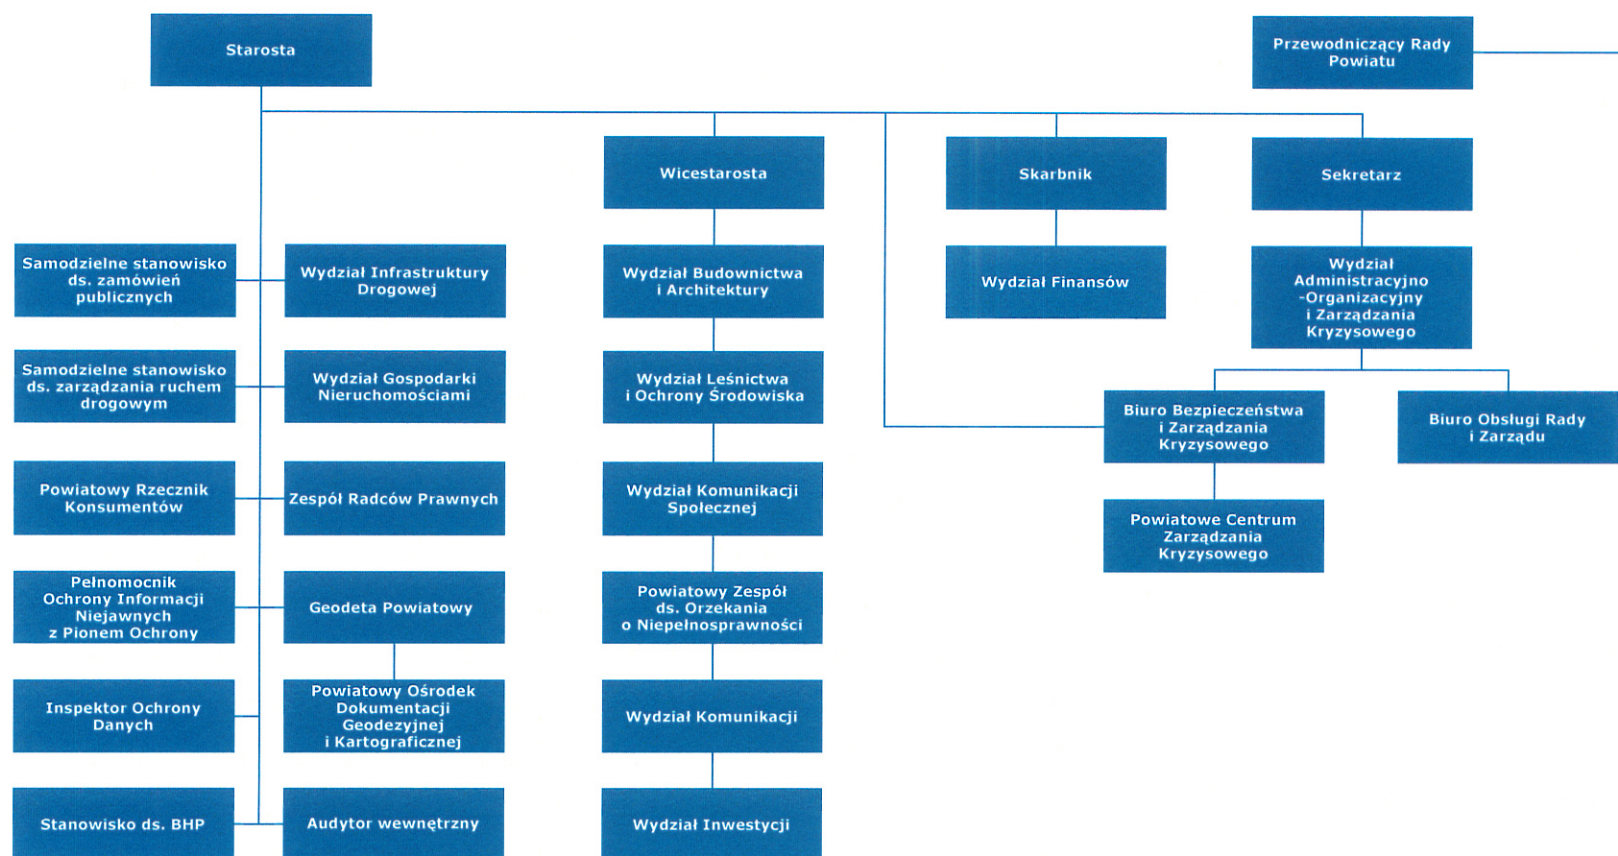 Starosta
Przewodniczący Rady
Powiatu
Wicestarosta
Skarbnik
Sekretarz
Samodzielne stanowisko
ds. zamówień
publicznych
Wydział Infrastruktury
Drogowej
Wydział Budownictwa
i Architektury
Wydział Finansów
Wydział
Administracyjno
-Organizacyjny
i Zarządzania
Kryzysowego
Samodzielne stanowisko
ds. zarządzania ruchem
drogowym
Wydział Gospodarki
Nieruchomościami
Wydział Leśnictwa
i Ochrony Środowiska
Biuro Bezpieczeństwa
i Zarządzania
Kryzysowego
Biuro Obsługi Rady
i Zarządu
Powiatowy Rzecznik
Konsumentów
Zespół Radców Prawnych
Wydział Komunikacji
Społecznej
Powiatowe Centrum
Zarządzania
Kryzysowego
Pełnomocnik
Ochrony Informacji
Niejawnych
z Pionem Ochrony
Geodeta Powiatowy
Powiatowy Zespół
ds. Orzekania
o Niepełnosprawności
Inspektor Ochrony
Danych
Powiatowy Ośrodek
Dokumentacji
Geodezyjnej
i Kartograficznej
Wydział Komunikacji
Stanowisko ds. BHP
Audytor wewnętrzny
Wydział Inwestycji